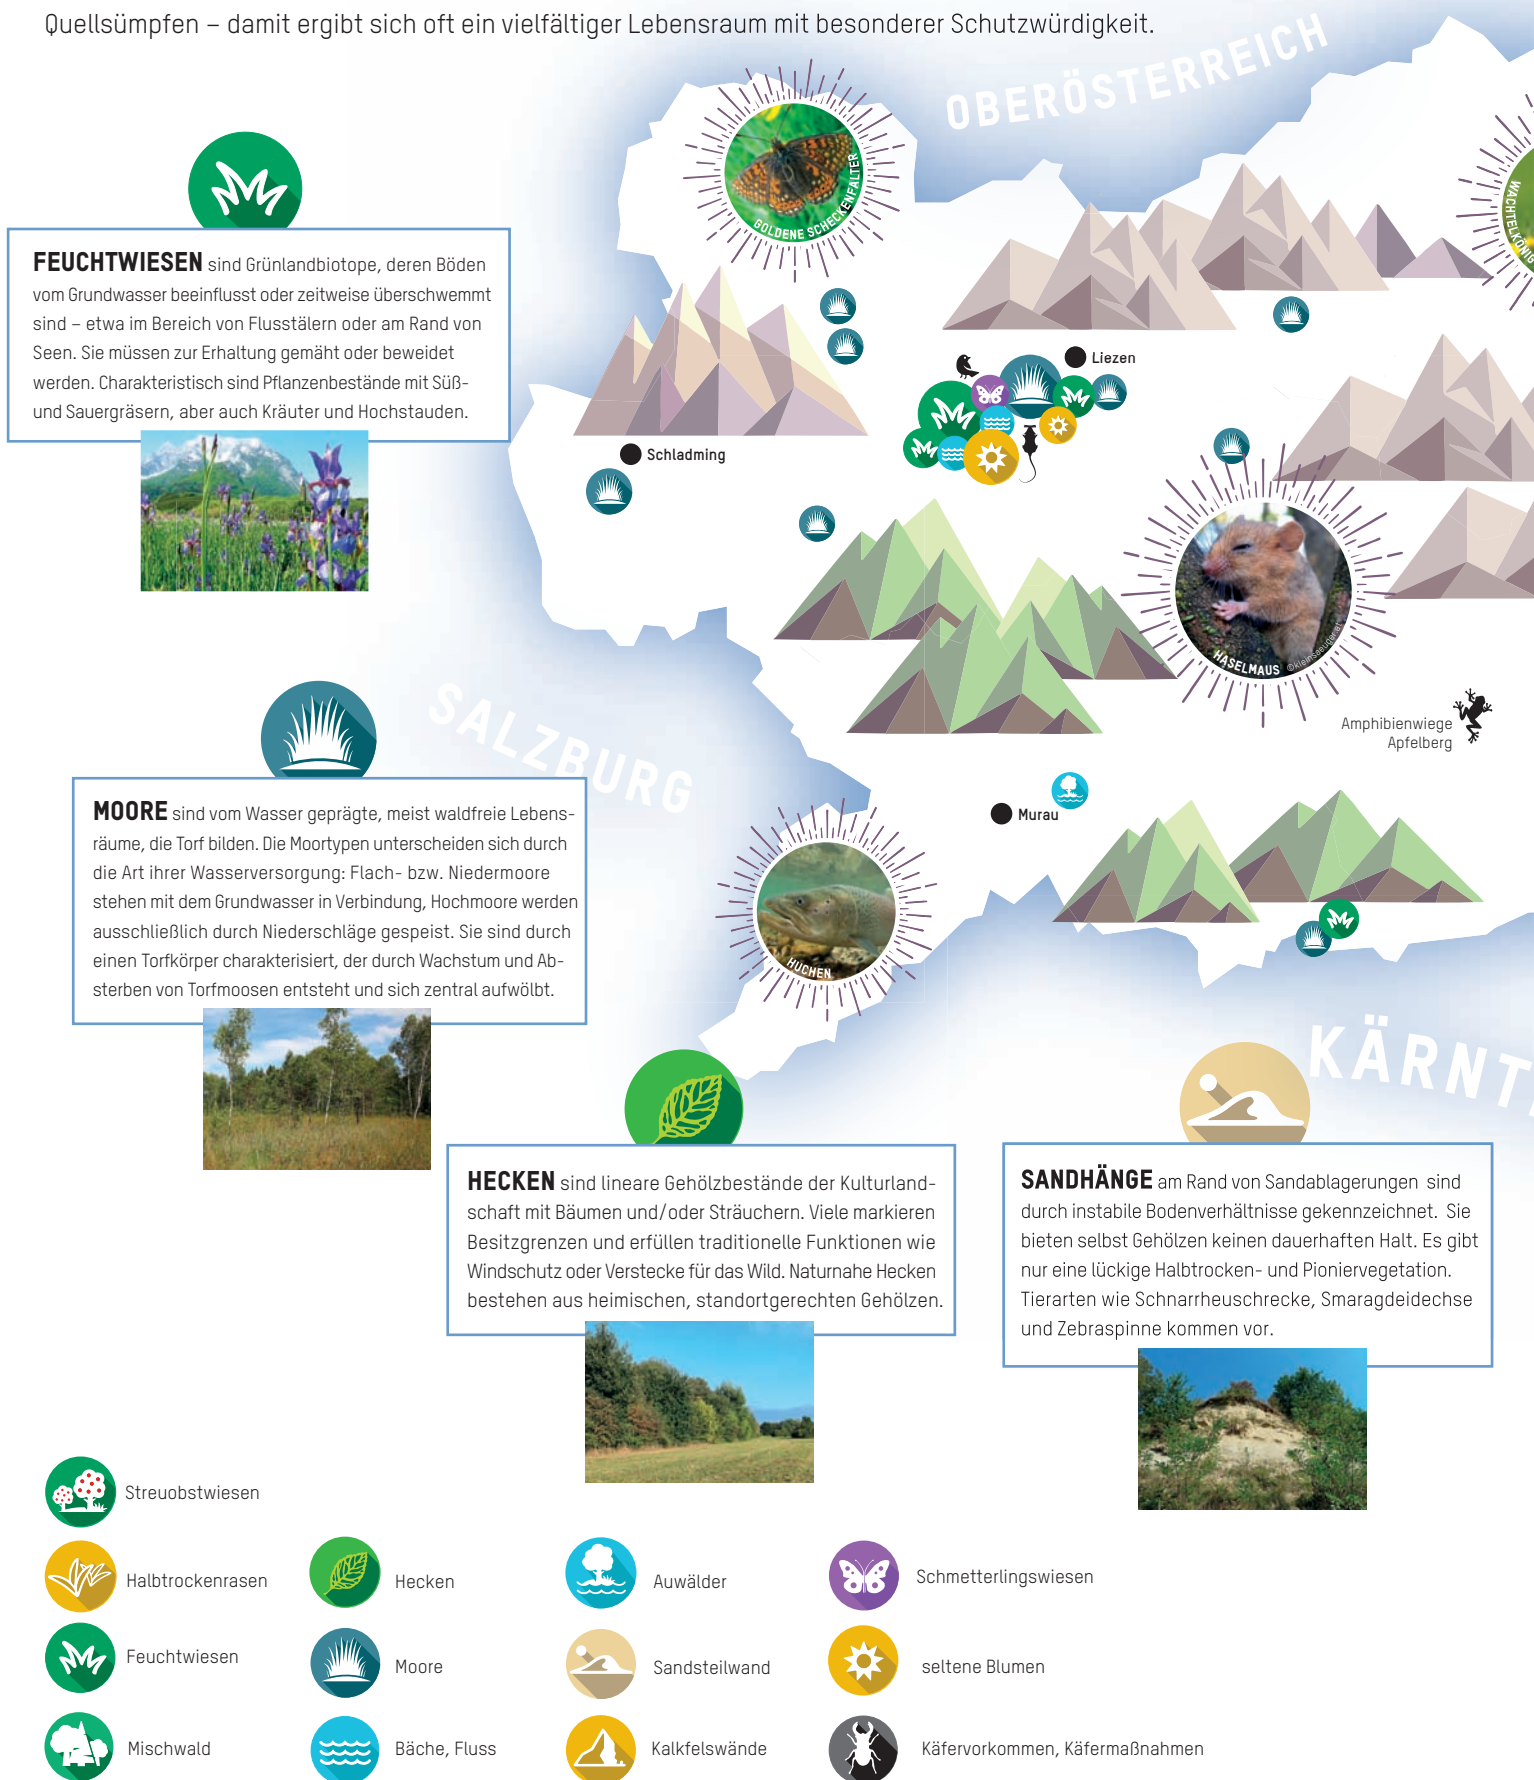 Quellsümpfen – damit ergibt sich oft ein vielfältiger Lebensraum mit besonderer Schutzwürdigkeit.
OBERÖSTERREICH
GOLDENE SCHECKENFALTER
WACHTELKÖNIG
FEUCHTWIESEN sind Grünlandbiotope, deren Böden
vom Grundwasser beeinflusst oder zeitweise überschwemmt
sind – etwa im Bereich von Flusstälern oder am Rand von
Seen. Sie müssen zur Erhaltung gemäht oder beweidet
werden. Charakteristisch sind Pflanzenbestände mit Süß-
und Sauergräsern, aber auch Kräuter und Hochstauden.
Liezen
Schladming
HASELMAUS ©kleinsaeuger.at
SALZBURG
Amphibienwiege
Apfelberg
Murau
MOORE sind vom Wasser geprägte, meist waldfreie Lebens-
räume, die Torf bilden. Die Moortypen unterscheiden sich durch
die Art ihrer Wasserversorgung: Flach- bzw. Niedermoore
stehen mit dem Grundwasser in Verbindung, Hochmoore werden
ausschließlich durch Niederschläge gespeist. Sie sind durch
einen Torfkörper charakterisiert, der durch Wachstum und Ab-
sterben von Torfmoosen entsteht und sich zentral aufwölbt.
HUCHEN
KÄRNT
HECKEN sind lineare Gehölzbestände der Kulturland-
schaft mit Bäumen und/oder Sträuchern. Viele markieren
Besitzgrenzen und erfüllen traditionelle Funktionen wie
Windschutz oder Verstecke für das Wild. Naturnahe Hecken
bestehen aus heimischen, standortgerechten Gehölzen.
SANDHÄNGE am Rand von Sandablagerungen sind
durch instabile Bodenverhältnisse gekennzeichnet. Sie
bieten selbst Gehölzen keinen dauerhaften Halt. Es gibt
nur eine lückige Halbtrocken- und Pioniervegetation.
Tierarten wie Schnarrheuschrecke, Smaragdeidechse
und Zebraspinne kommen vor.
Streuobstwiesen
Halbtrockenrasen
Hecken
Auwälder
Schmetterlingswiesen
Feuchtwiesen
Moore
Sandsteilwand
seltene Blumen
Mischwald
Bäche, Fluss
Kalkfelswände
Käfervorkommen, Käfermaßnahmen